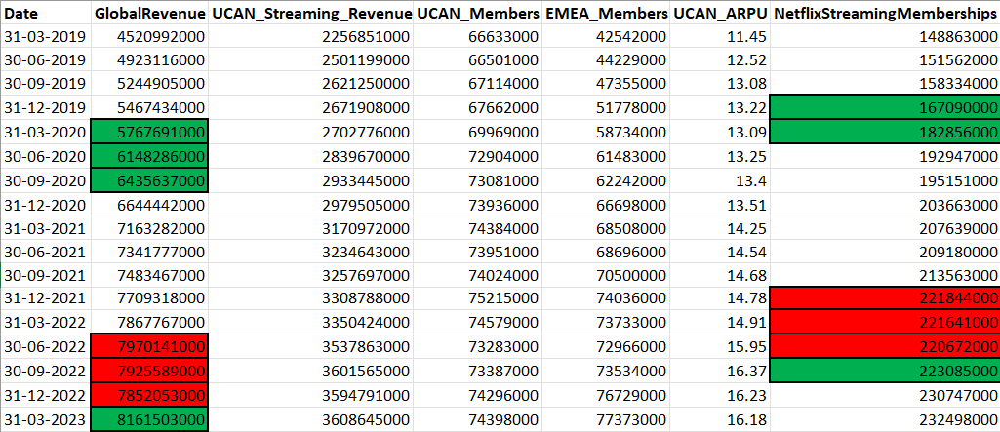 Date GlobalRevenue UCAN_Streaming_Revenue UCAN_Members EMEA_Members UCAN_ARPU NetflixStreamingMemberships
31-03-2019 4520992000 2256851000 66633000 42542000 11.45 148863000
30-06-2019 4923116000 2501199000 66501000 44229000 12.52 151562000
30-09-2019 5244905000 2621250000 67114000 47355000 13.08 158334000
31-12-2019 5467434000 2671908000 67662000 51778000 13.22 167090000
31-03-2020 5767691000 2702776000 69969000 58734000 13.09 182856000
30-06-2020 6148286000 2839670000 72904000 61483000 13.25 192947000
30-09-2020 6435637000 2933445000 73081000 62242000 13.4 195151000
31-12-2020 6644442000 2979505000 73936000 66698000 13.51 203663000
31-03-2021 7163282000 3170972000 74384000 68508000 14.25 207639000
30-06-2021 7341777000 3234643000 73951000 68696000 14.54 209180000
30-09-2021 7483467000 3257697000 74024000 70500000 14.68 213563000
31-12-2021 7709318000 3308788000 75215000 74036000 14.78 221844000
31-03-2022 7867767000 3350424000 74579000 73733000 14.91 221641000
30-06-2022 7970141000 3537863000 73283000 72966000 15.95 220672000
30-09-2022 7925589000 3601565000 73387000 73534000 16.37 223085000
31-12-2022 7852053000 3594791000 74296000 76729000 16.23 230747000
31-03-2023 8161503000 3608645000 74398000 77373000 16.18 232498000